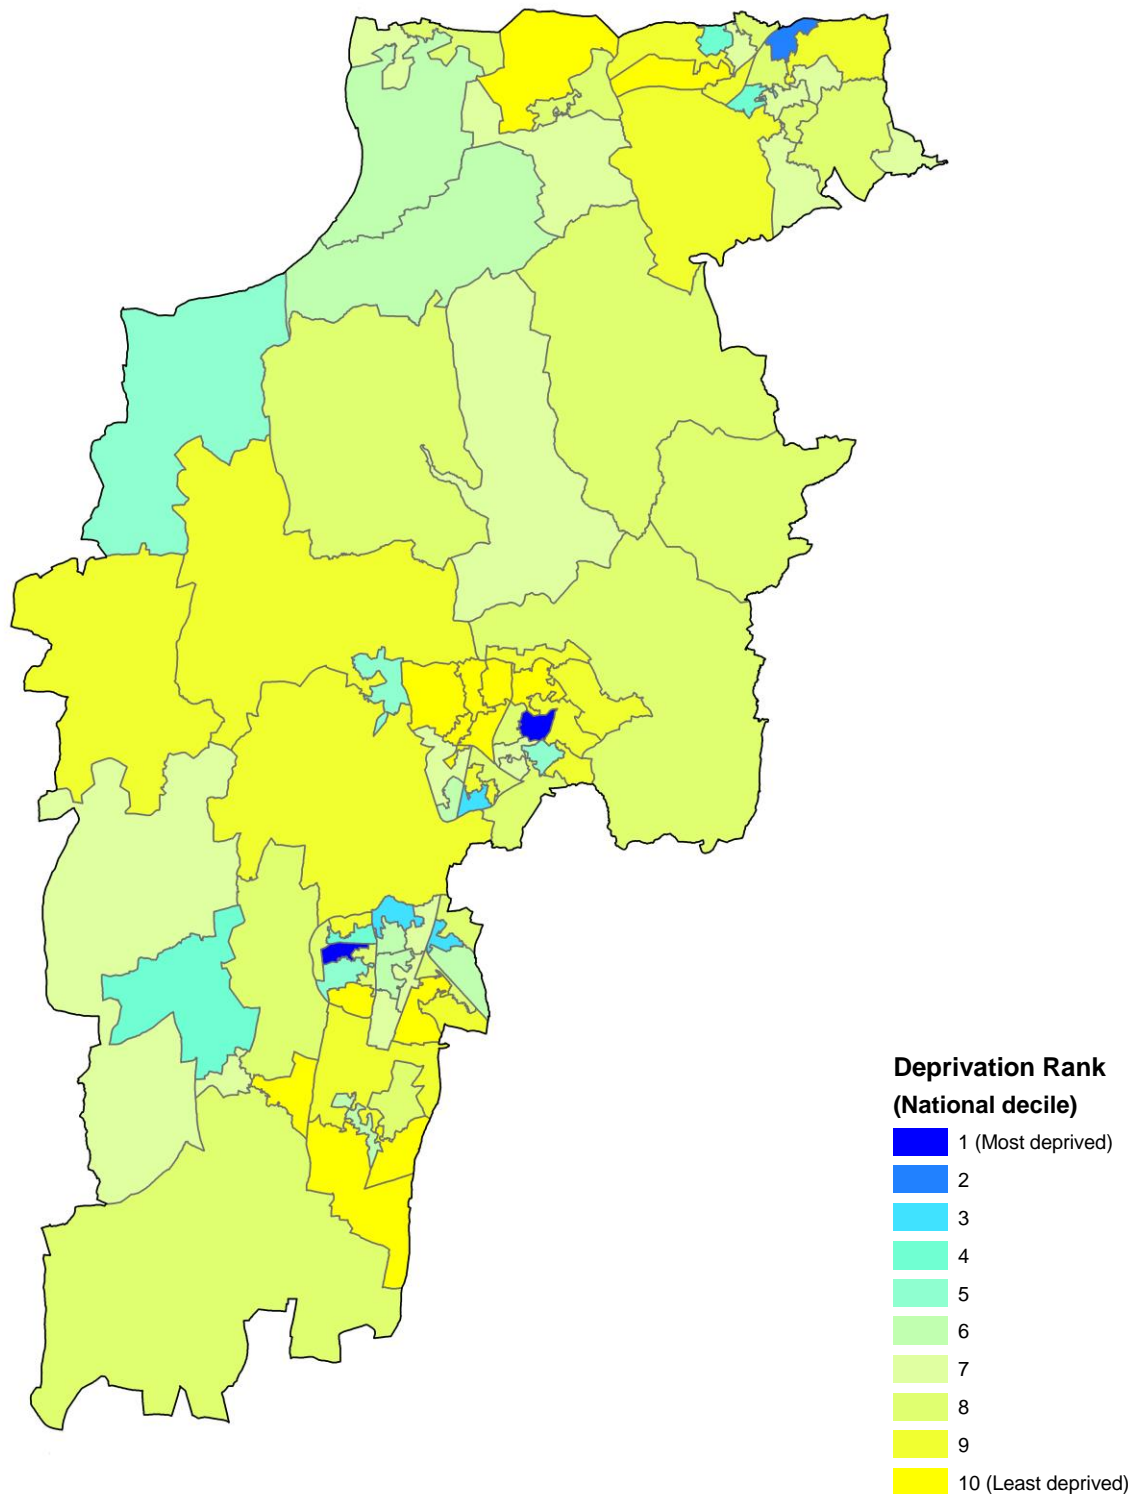 Deprivation Rank
(National decile)
1 (Most deprived)
2
3
4
5
6
7
8
9
10 (Least deprived)